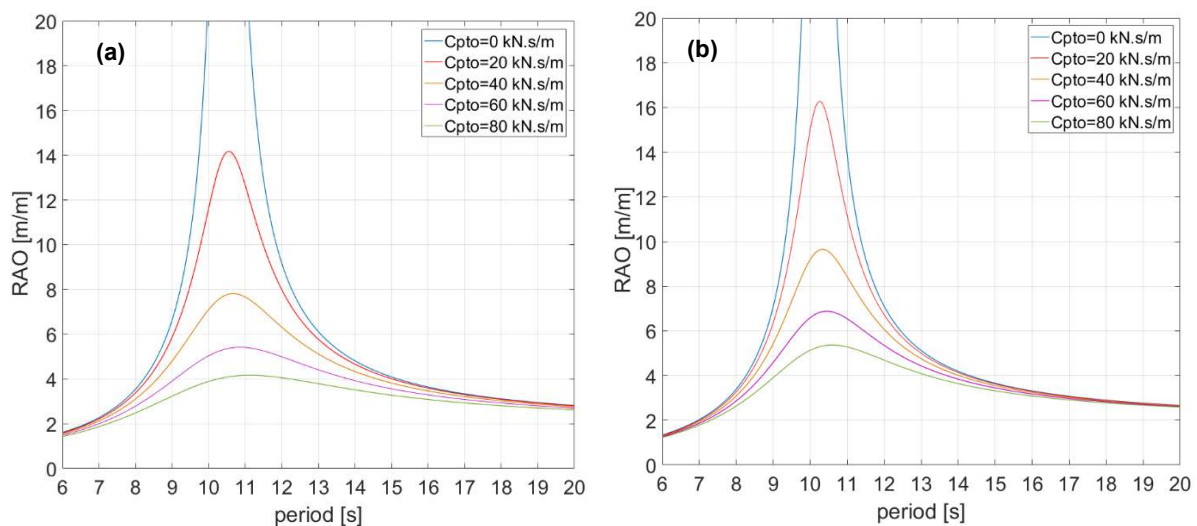 (a)
Cpto=0 kN.s/m
Cpto=20 kN.s/m
Cpto=40 kN.s/m
Cpto=60 kN.s/m
Cpto=80 kN.s/m
RAO [m/m]
20
18
16
14
12
10
8
6
4
2
0
6 7 8 9 10 11 12 13 14 15 16 17 18 19 20
period [s]
(b)
Cpto=0 kN.s/m
Cpto=20 kN.s/m
Cpto=40 kN.s/m
Cpto=60 kN.s/m
Cpto=80 kN.s/m
RAO [m/m]
20
18
16
14
12
10
8
6
4
2
0
6 7 8 9 10 11 12 13 14 15 16 17 18 19 20
period [s]